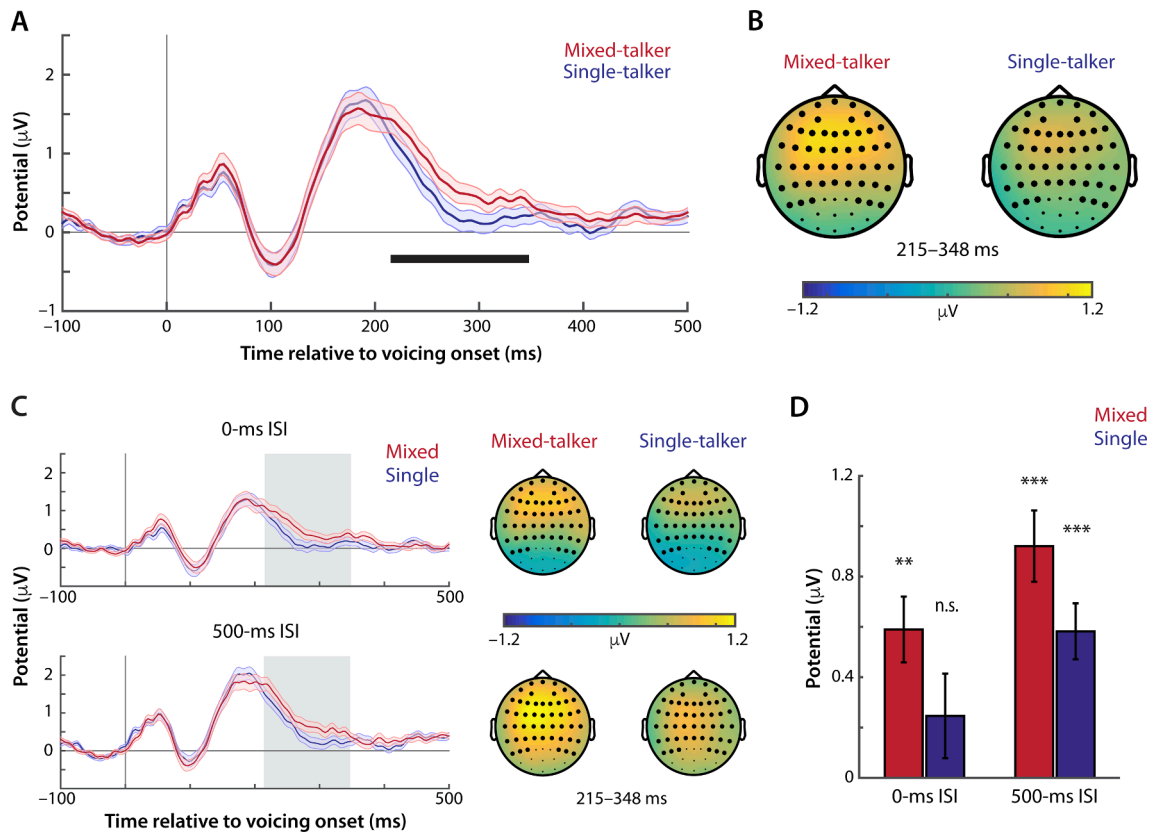 A
Mixed-talker
Single-talker
2
1
0
−1
Potential (μV)
−100
0
100
200
300
400
500
Time relative to voicing onset (ms)
B
Mixed-talker
Single-talker
215–348 ms
−1.2
μV
1.2
C
0-ms ISI
Mixed
Single
2
1
0
−100
500
500-ms ISI
2
1
0
−100
500
Potential (μV)
Time relative to voicing onset (ms)
Mixed-talker
Single-talker
−1.2
μV
1.2
215–348 ms
D
Mixed
Single
1.2
0.8
0.4
0
Potential (μV)
**
n.s.
***
***
0-ms ISI
500-ms ISI